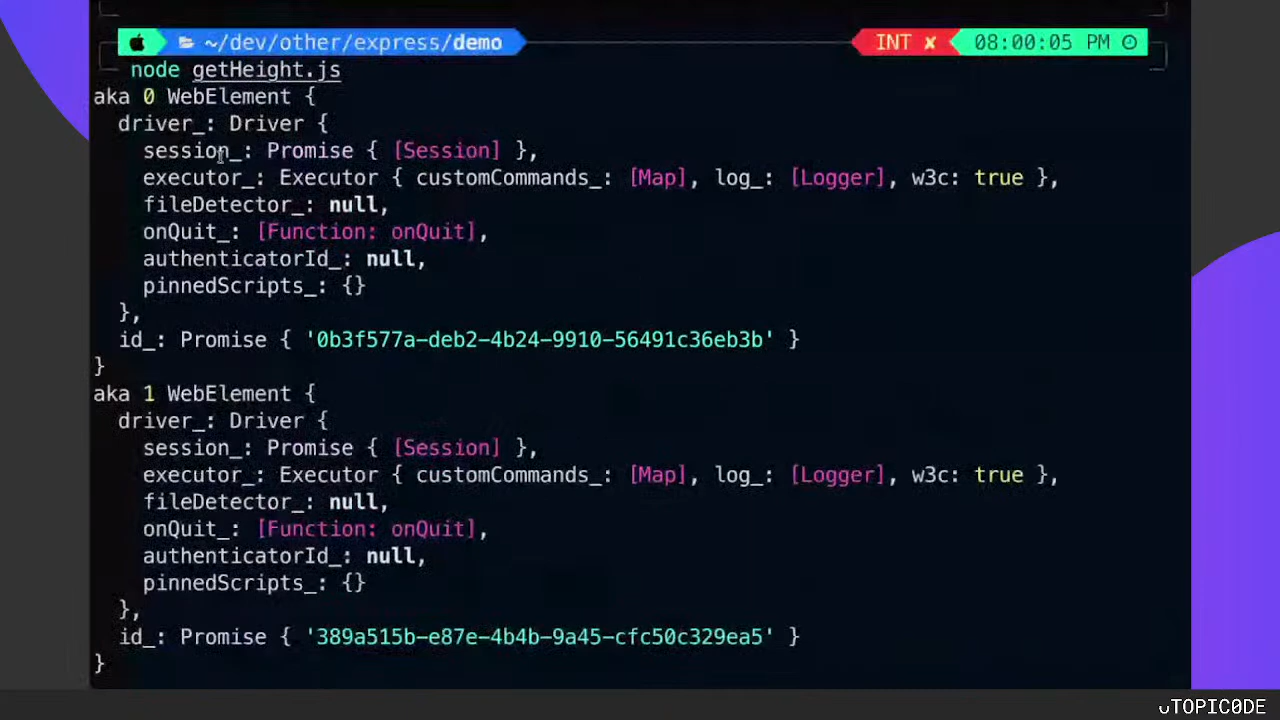 ~/dev/other/express/demo INT ✘ 08:00:05 PM
node getHeight.js
aka 0 WebElement {
driver_: Driver {
session_: Promise { [Session] },
executor_: Executor { customCommands_: [Map], log_: [Logger], w3c: true },
fileDetector_: null,
onQuit_: [Function: onQuit],
authenticatorId_: null,
pinnedScripts_: {}
},
id_: Promise { '0b3f577a-deb2-4b24-9910-56491c36eb3b' }
}
aka 1 WebElement {
driver_: Driver {
session_: Promise { [Session] },
executor_: Executor { customCommands_: [Map], log_: [Logger], w3c: true },
fileDetector_: null,
onQuit_: [Function: onQuit],
authenticatorId_: null,
pinnedScripts_: {}
},
id_: Promise { '389a515b-e87e-4b4b-9a45-cfc50c329ea5' }
}